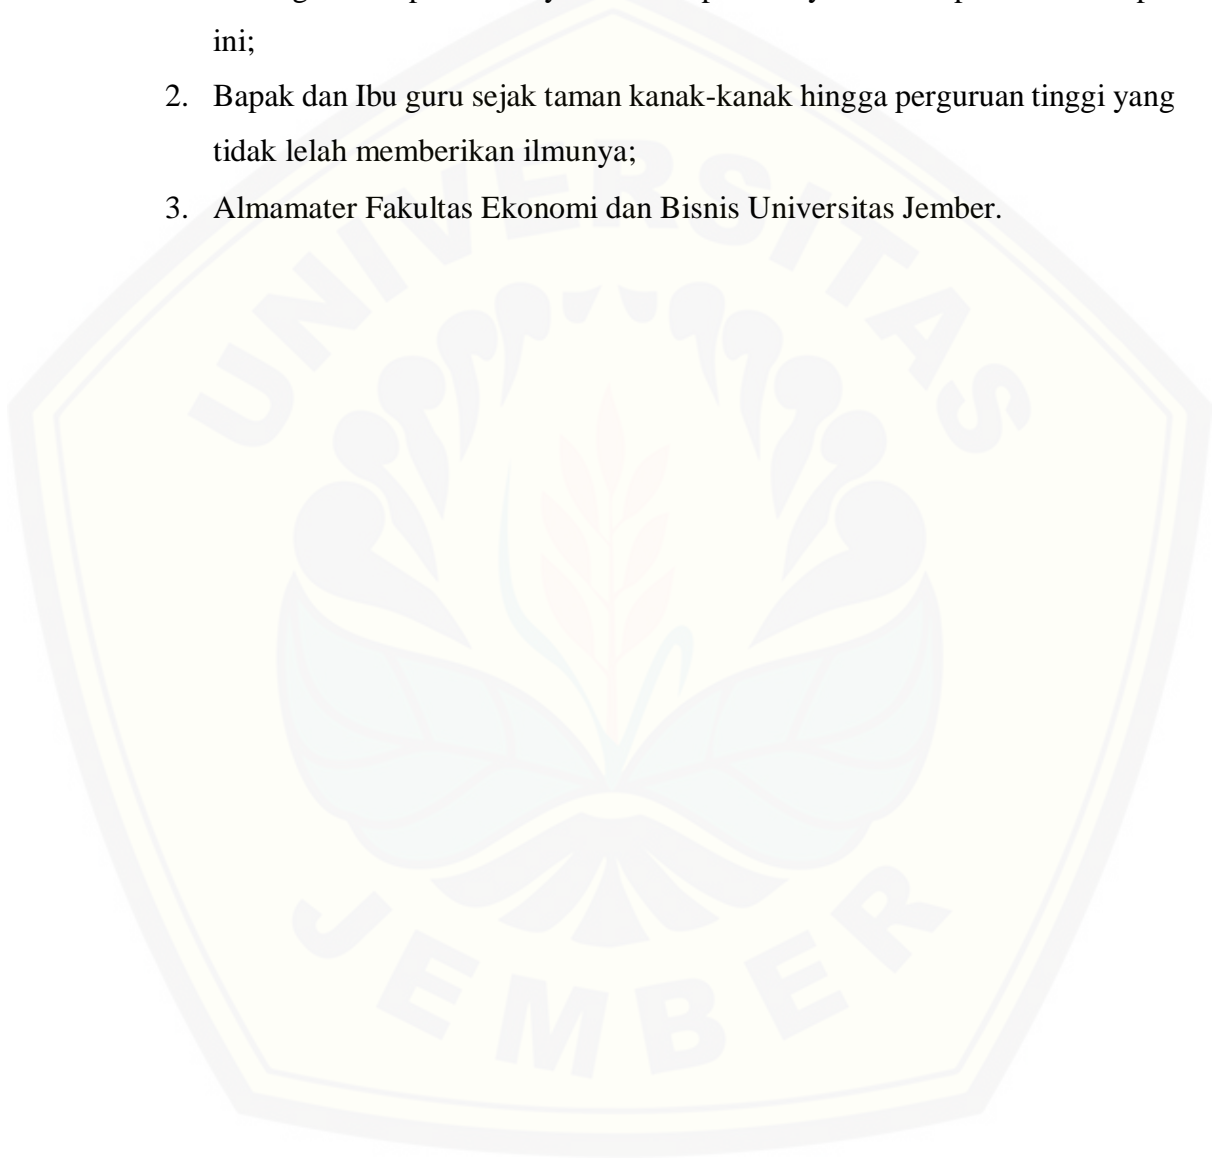 ini;
2. Bapak dan Ibu guru sejak taman kanak-kanak hingga perguruan tinggi yang
tidak lelah memberikan ilmunya;
3. Almamater Fakultas Ekonomi dan Bisnis Universitas Jember.
UNIVERSITAS
JEMBER